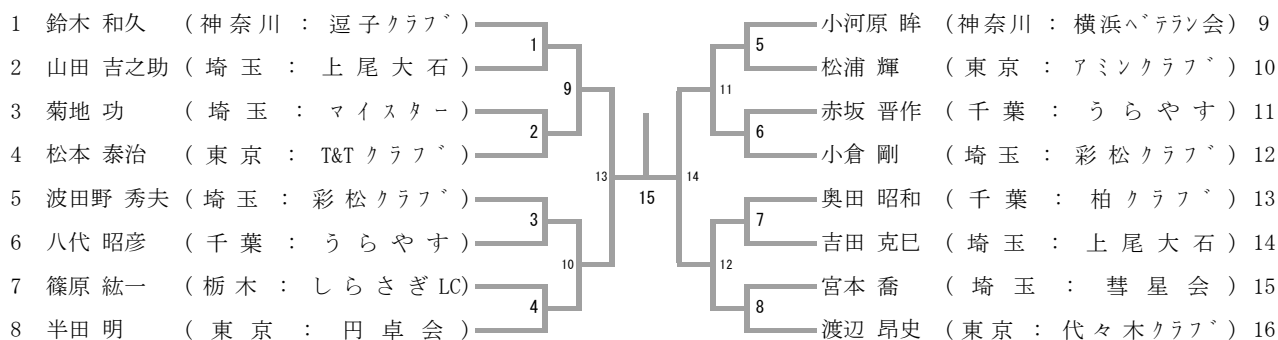 1 鈴木 和久 (神奈川 : 逗子ｸﾗﾌﾞ)
2 山田 吉之助 (埼玉 : 上尾大石)
3 菊地 功 (埼玉 : マイスター)
4 松本 泰治 (東京 : T&Tｸﾗﾌﾞ)
5 波田野 秀夫 (埼玉 : 彩松ｸﾗﾌﾞ)
6 八代 昭彦 (千葉 : うらやす)
7 篠原 紘一 (栃木 : しらさぎLC)
8 半田 明 (東京 : 円卓会)
1
2
3
4
9
10
13
15
14
11
12
5
6
7
8
小河原 眸 (神奈川 : 横浜ﾍﾞﾃﾗﾝ会) 9
松浦 輝 (東京 : アミンｸﾗﾌﾞ) 10
赤坂 晋作 (千葉 : うらやす) 11
小倉 剛 (埼玉 : 彩松ｸﾗﾌﾞ) 12
奥田 昭和 (千葉 : 柏ｸﾗﾌﾞ) 13
吉田 克巳 (埼玉 : 上尾大石) 14
宮本 喬 (埼玉 : 彗星会) 15
渡辺 昂史 (東京 : 代々木ｸﾗﾌﾞ) 16